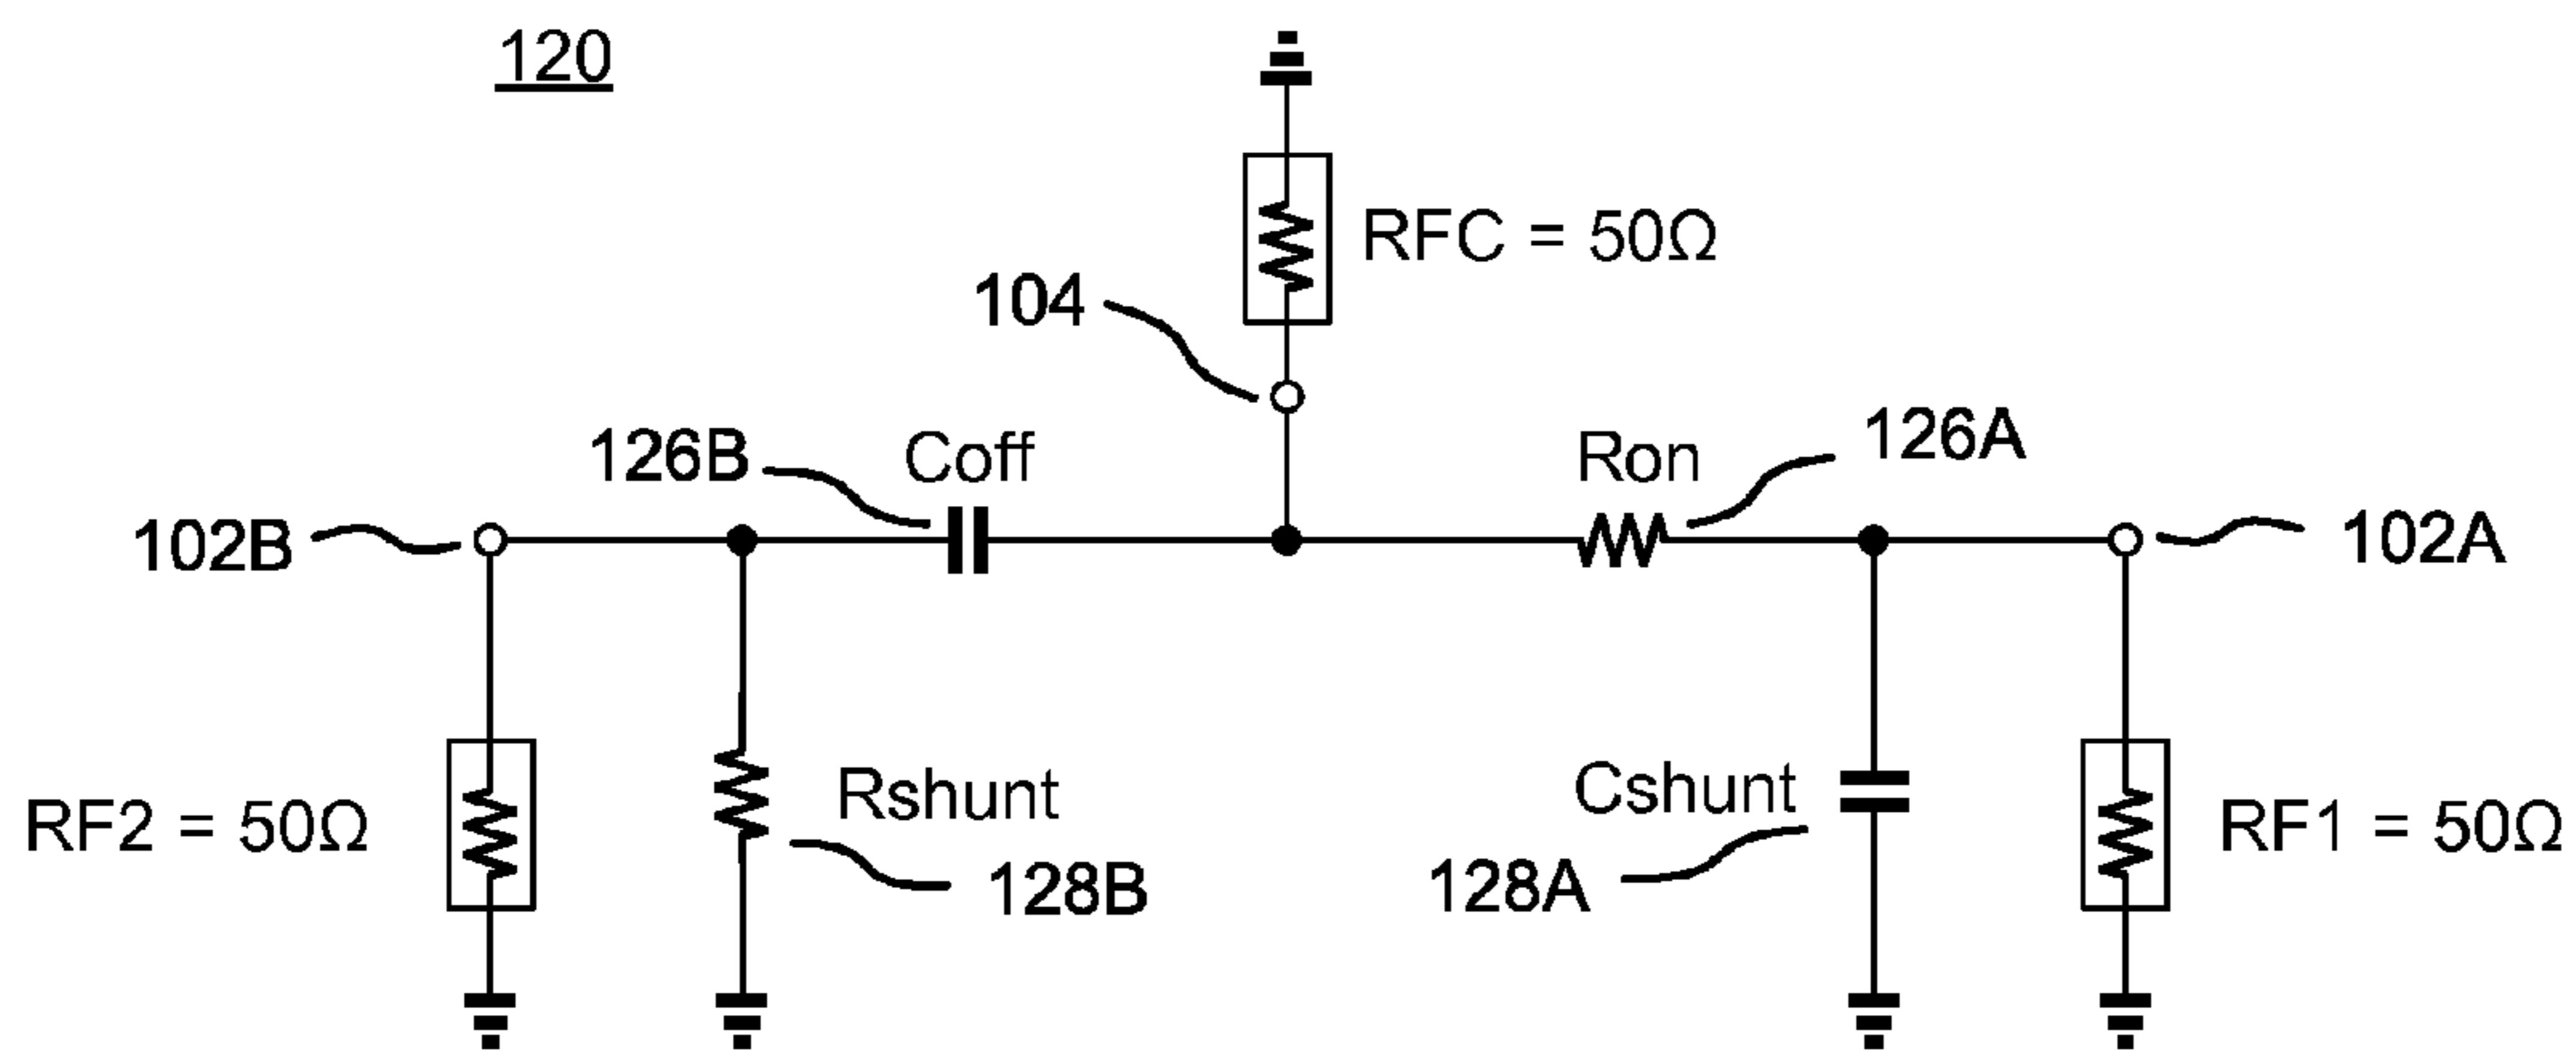 120
RFC = 50Ω
104
126B
Coff
Ron
126A
102B
102A
RF2 = 50Ω
Rshunt
128B
Cshunt
128A
RF1 = 50Ω